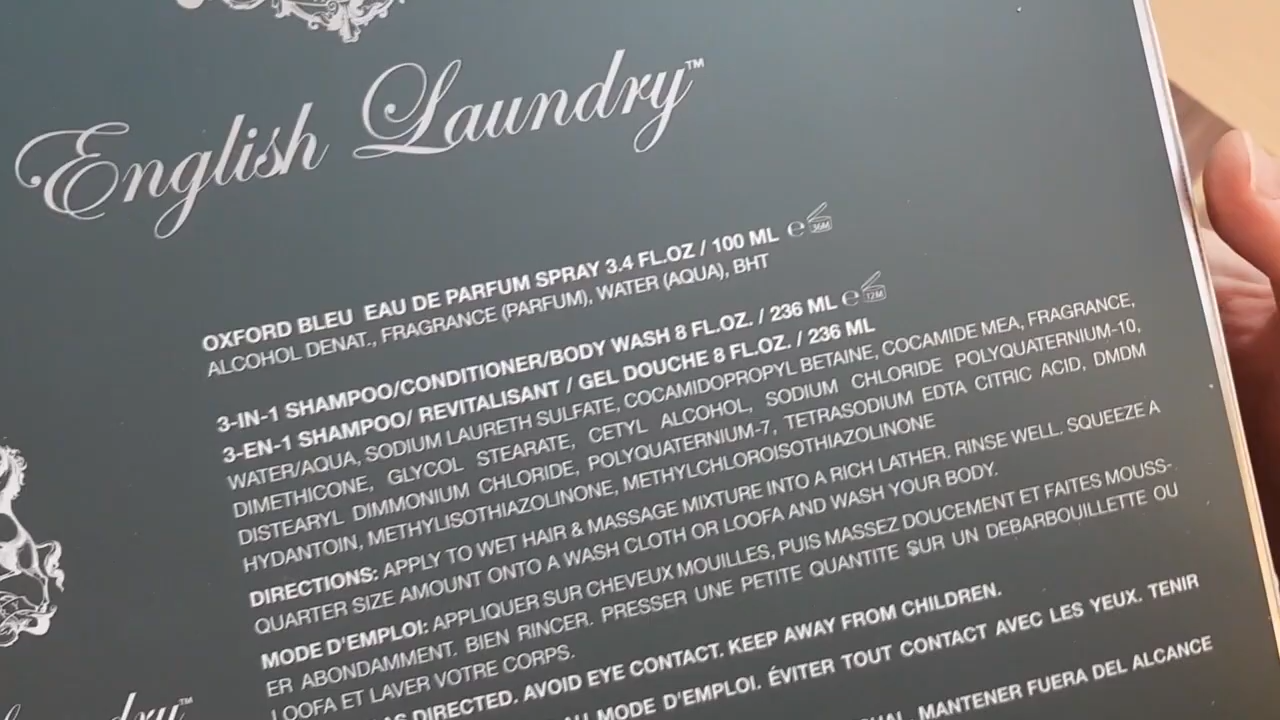 English Laundry™
OXFORD BLEU EAU DE PARFUM SPRAY 3.4 FL.OZ / 100 ML ℮ 36M
ALCOHOL DENAT., FRAGRANCE (PARFUM), WATER (AQUA), BHT
3-IN-1 SHAMPOO/CONDITIONER/BODY WASH 8 FL.OZ. / 236 ML ℮ 12M
3-EN-1 SHAMPOO/ REVITALISANT / GEL DOUCHE 8 FL.OZ. / 236 ML
WATER/AQUA, SODIUM LAURETH SULFATE, COCAMIDOPROPYL BETAINE, COCAMIDE MEA, FRAGRANCE,
DIMETHICONE, GLYCOL STEARATE, CETYL ALCOHOL, SODIUM CHLORIDE POLYQUATERNIUM-10,
DISTEARYL DIMMONIUM CHLORIDE, POLYQUATERNIUM-7, TETRASODIUM EDTA CITRIC ACID, DMDM
HYDANTOIN, METHYLISOTHIAZOLINONE, METHYLCHLOROISOTHIAZOLINONE
DIRECTIONS: APPLY TO WET HAIR & MASSAGE MIXTURE INTO A RICH LATHER. RINSE WELL. SQUEEZE A
QUARTER SIZE AMOUNT ONTO A WASH CLOTH OR LOOFA AND WASH YOUR BODY.
MODE D'EMPLOI: APPLIQUER SUR CHEVEUX MOUILLES, PUIS MASSEZ DOUCEMENT ET FAITES MOUSS-
ER ABONDAMMENT. BIEN RINCER. PRESSER UNE PETITE QUANTITE SUR UN DEBARBOUILLETTE OU
LOOFA ET LAVER VOTRE CORPS.
AS DIRECTED. AVOID EYE CONTACT. KEEP AWAY FROM CHILDREN.
AU MODE D'EMPLOI. ÉVITER TOUT CONTACT AVEC LES YEUX. TENIR
MANTENER FUERA DEL ALCANCE